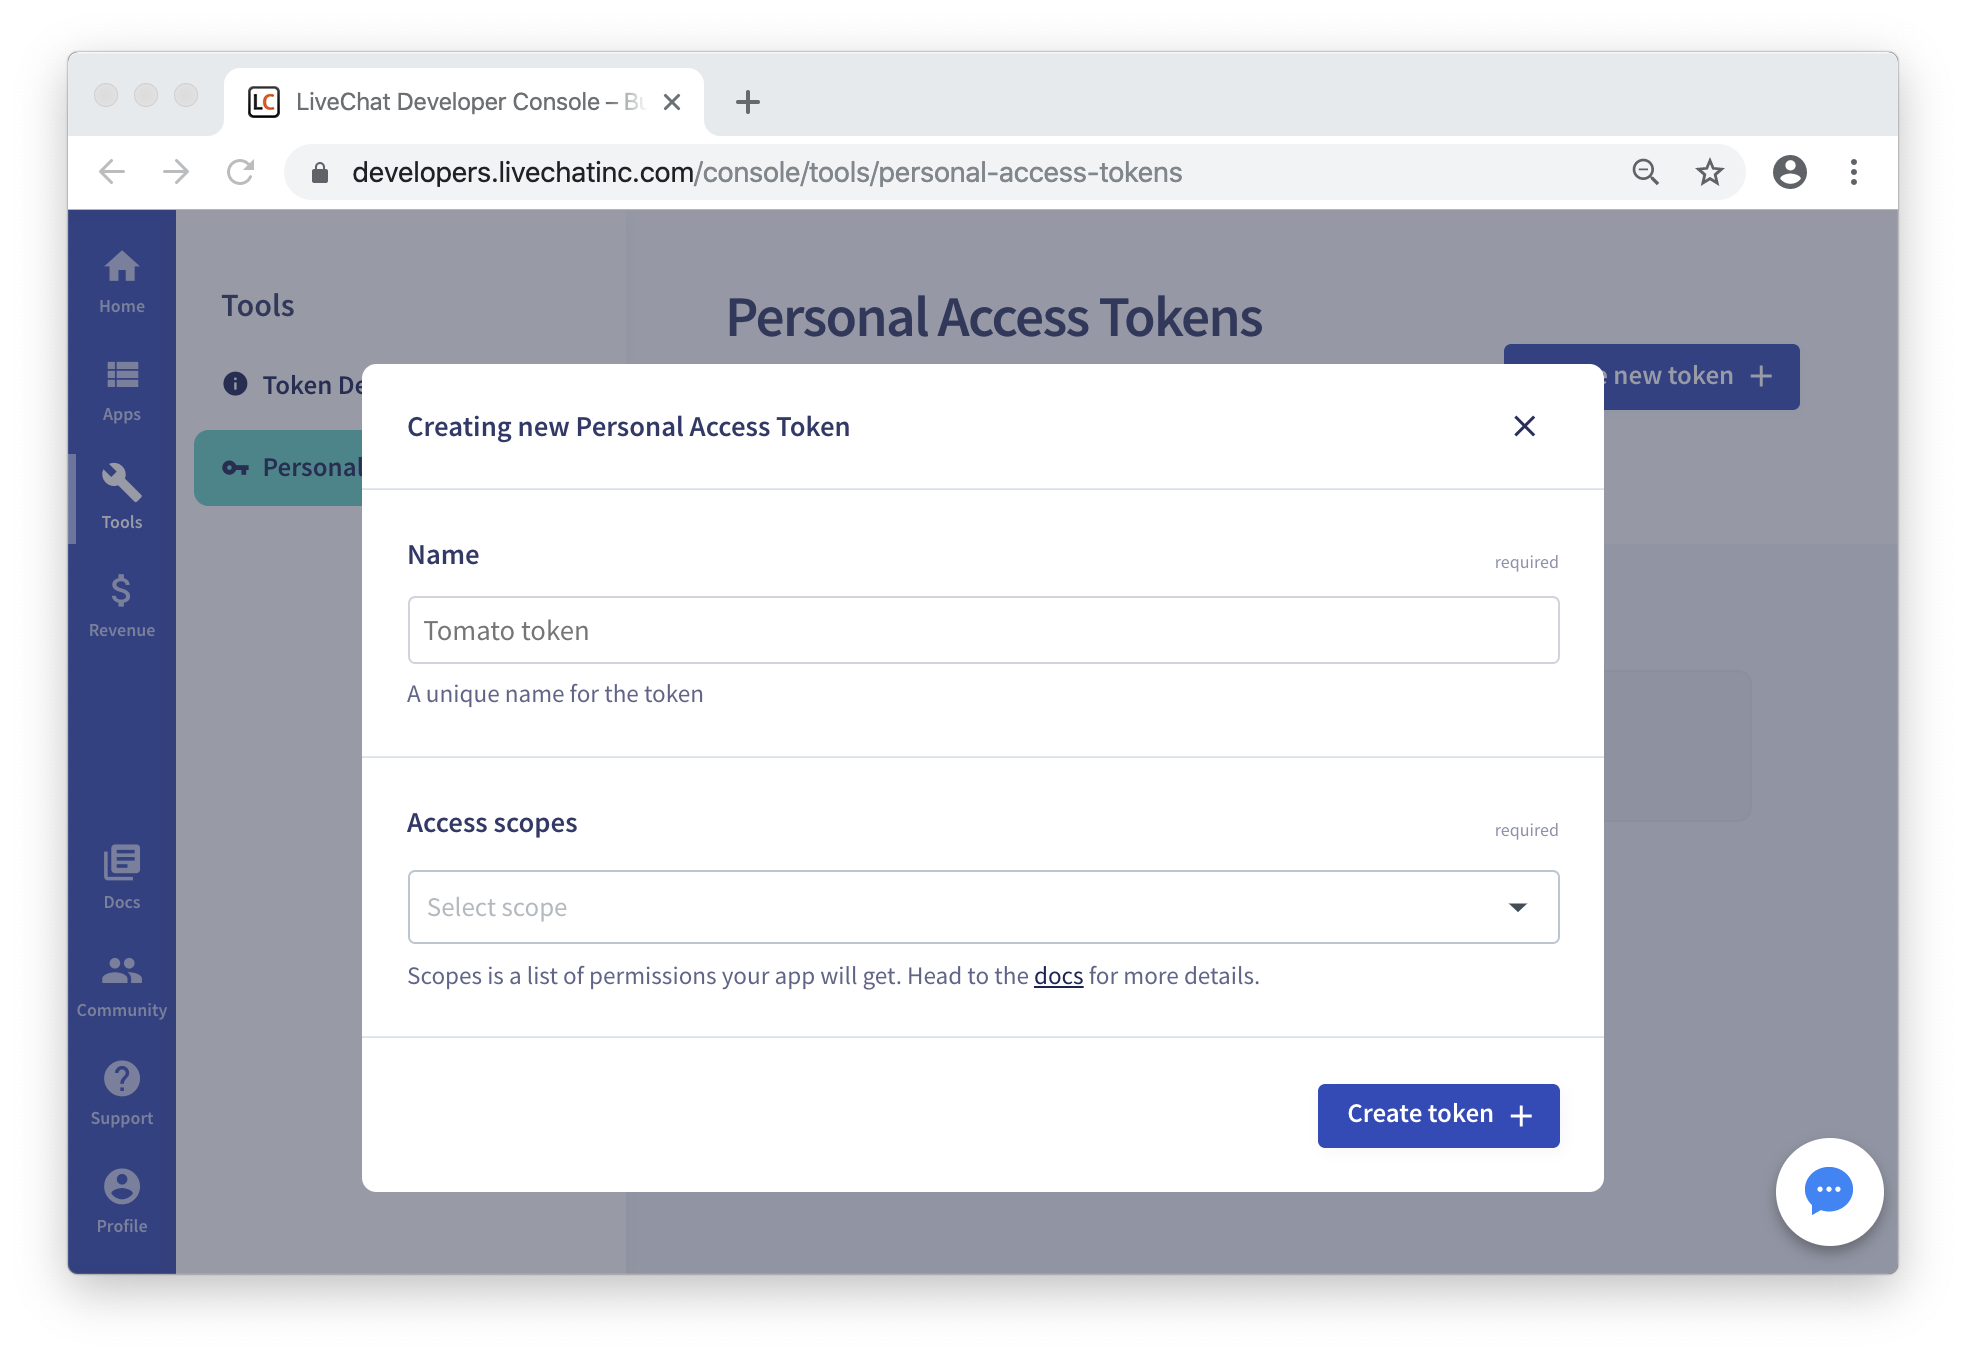 LC LiveChat Developer Console – Bu
developers.livechatinc.com/console/tools/personal-access-tokens
Home
Apps
Tools
Revenue
Docs
Community
Support
Profile
Tools
Token De
Personal
Personal Access Tokens
e new token
Creating new Personal Access Token
Name
required
Tomato token
A unique name for the token
Access scopes
required
Select scope
Scopes is a list of permissions your app will get. Head to the docs for more details.
Create token